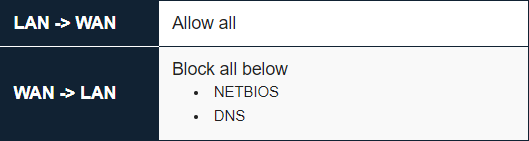 LAN -> WAN Allow all
WAN -> LAN Block all below
• NETBIOS
• DNS